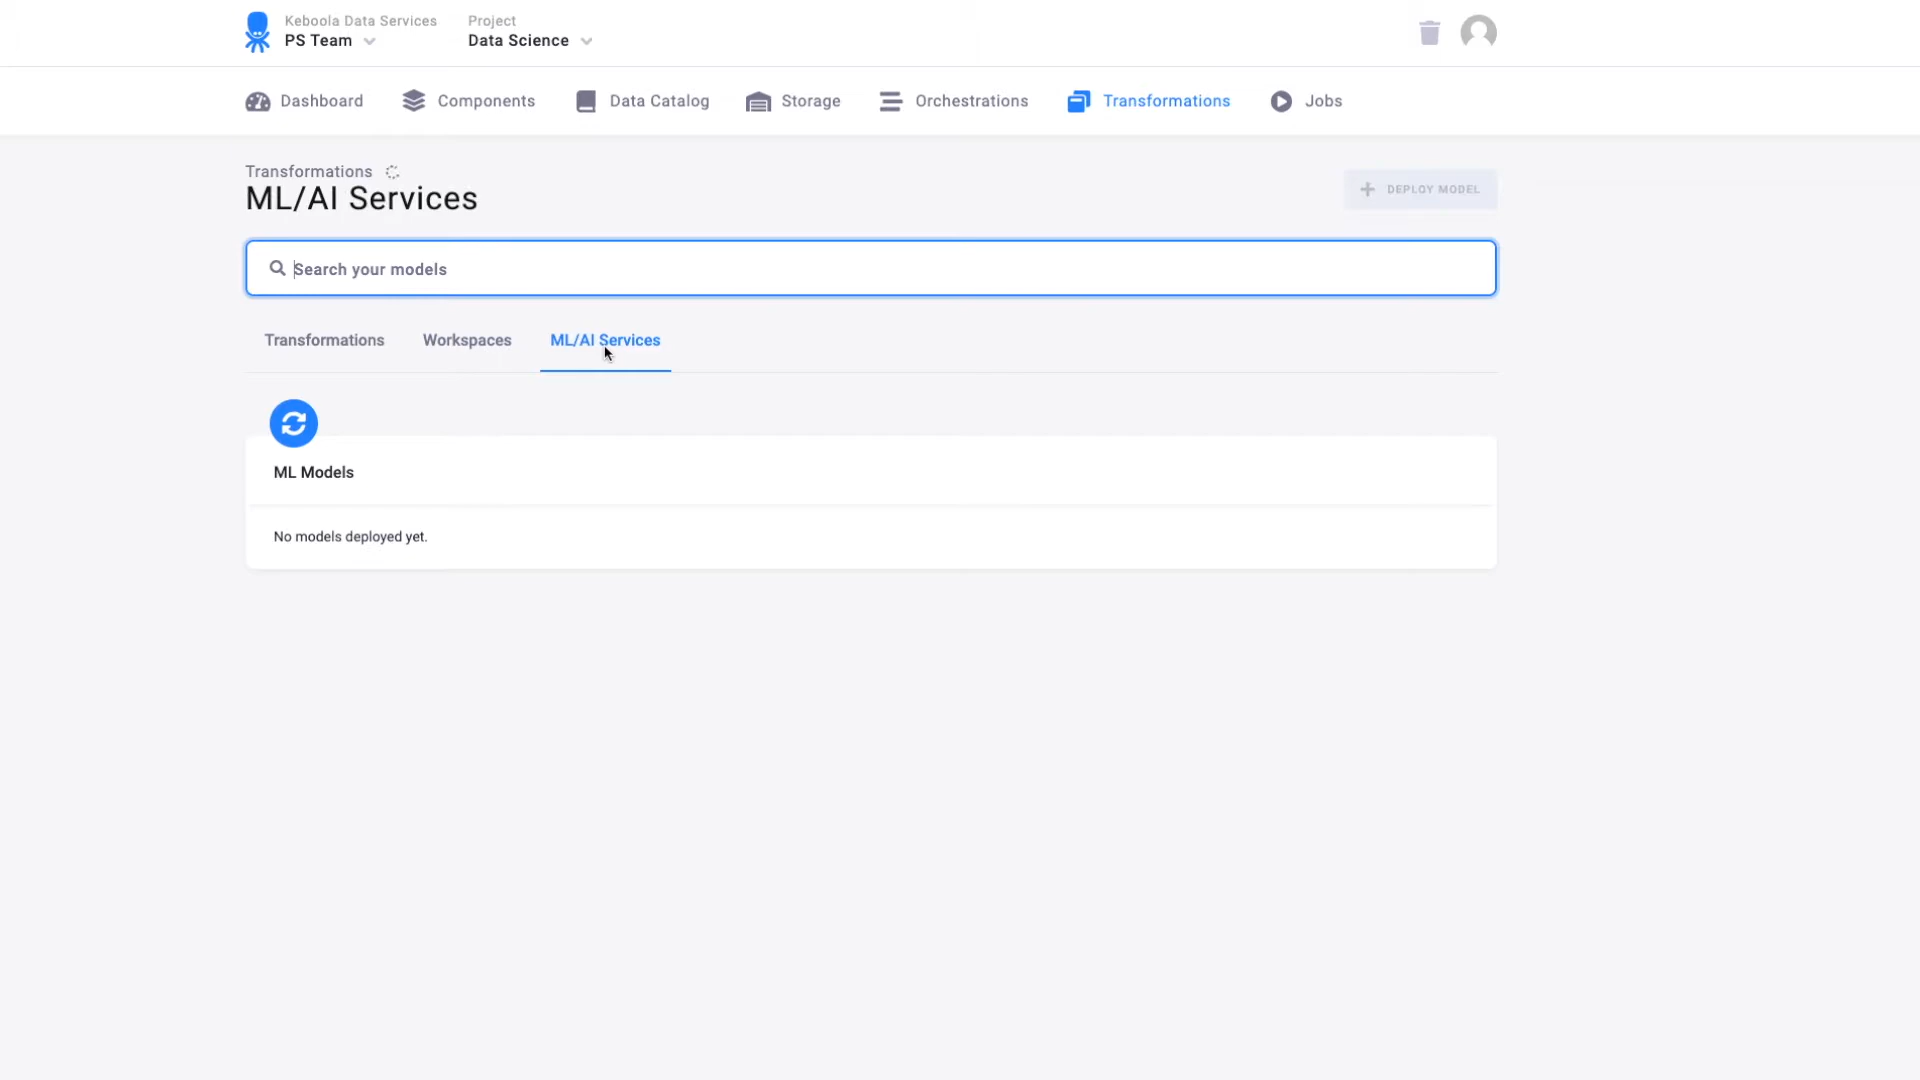 Keboola Data Services
PS Team
Project
Data Science
Dashboard
Components
Data Catalog
Storage
Orchestrations
Transformations
Jobs
Transformations
ML/AI Services
DEPLOY MODEL
Search your models
Transformations
Workspaces
ML/AI Services
ML Models
No models deployed yet.